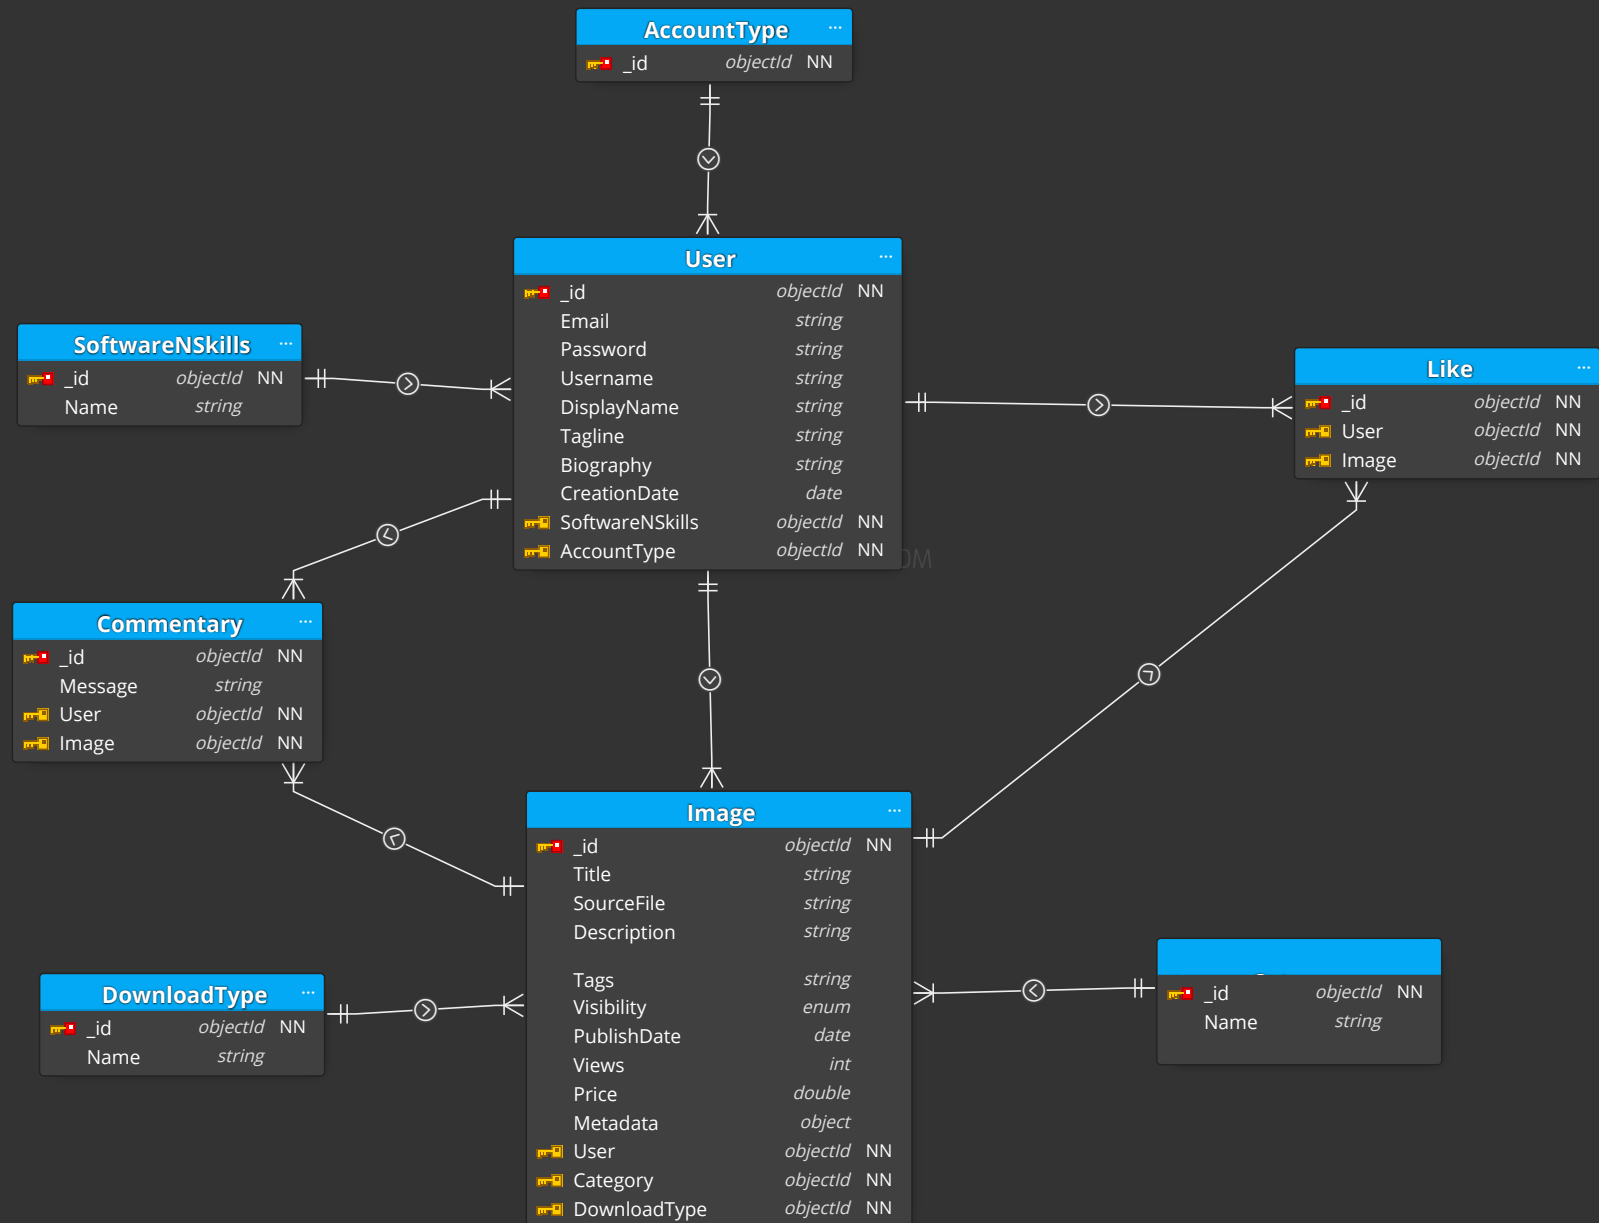 AccountType ...
_id objectId NN
User ...
_id objectId NN
Email string
Password string
Username string
DisplayName string
Tagline string
Biography string
CreationDate date
SoftwareNSkills objectId NN
AccountType objectId NN
SoftwareNSkills ...
_id objectId NN
Name string
Like ...
_id objectId NN
User objectId NN
Image objectId NN
Commentary ...
_id objectId NN
Message string
User objectId NN
Image objectId NN
Image ...
_id objectId NN
Title string
SourceFile string
Description string
Tags string
Visibility enum
PublishDate date
Views int
Price double
Metadata object
User objectId NN
Category objectId NN
DownloadType objectId NN
DownloadType ...
_id objectId NN
Name string
_id objectId NN
Name string